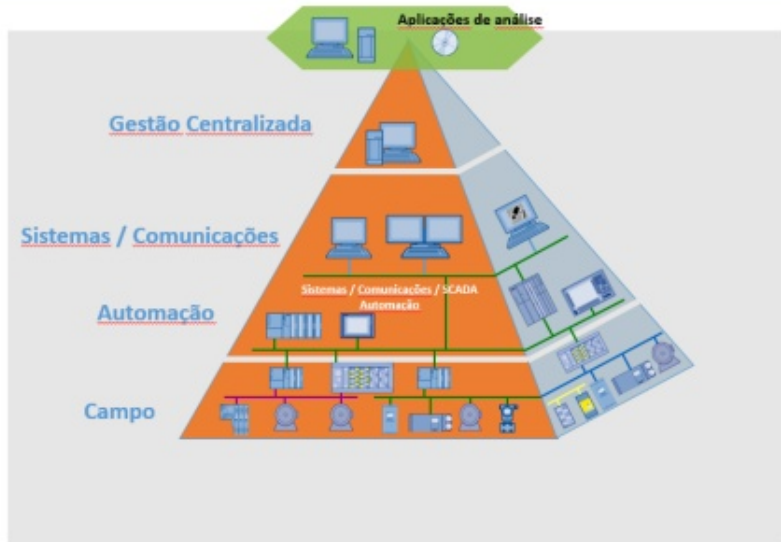 Aplicações de análise
Gestão Centralizada
Sistemas / Comunicações
Sistemas / Comunicações / SCADA
Automação
Automação
Campo